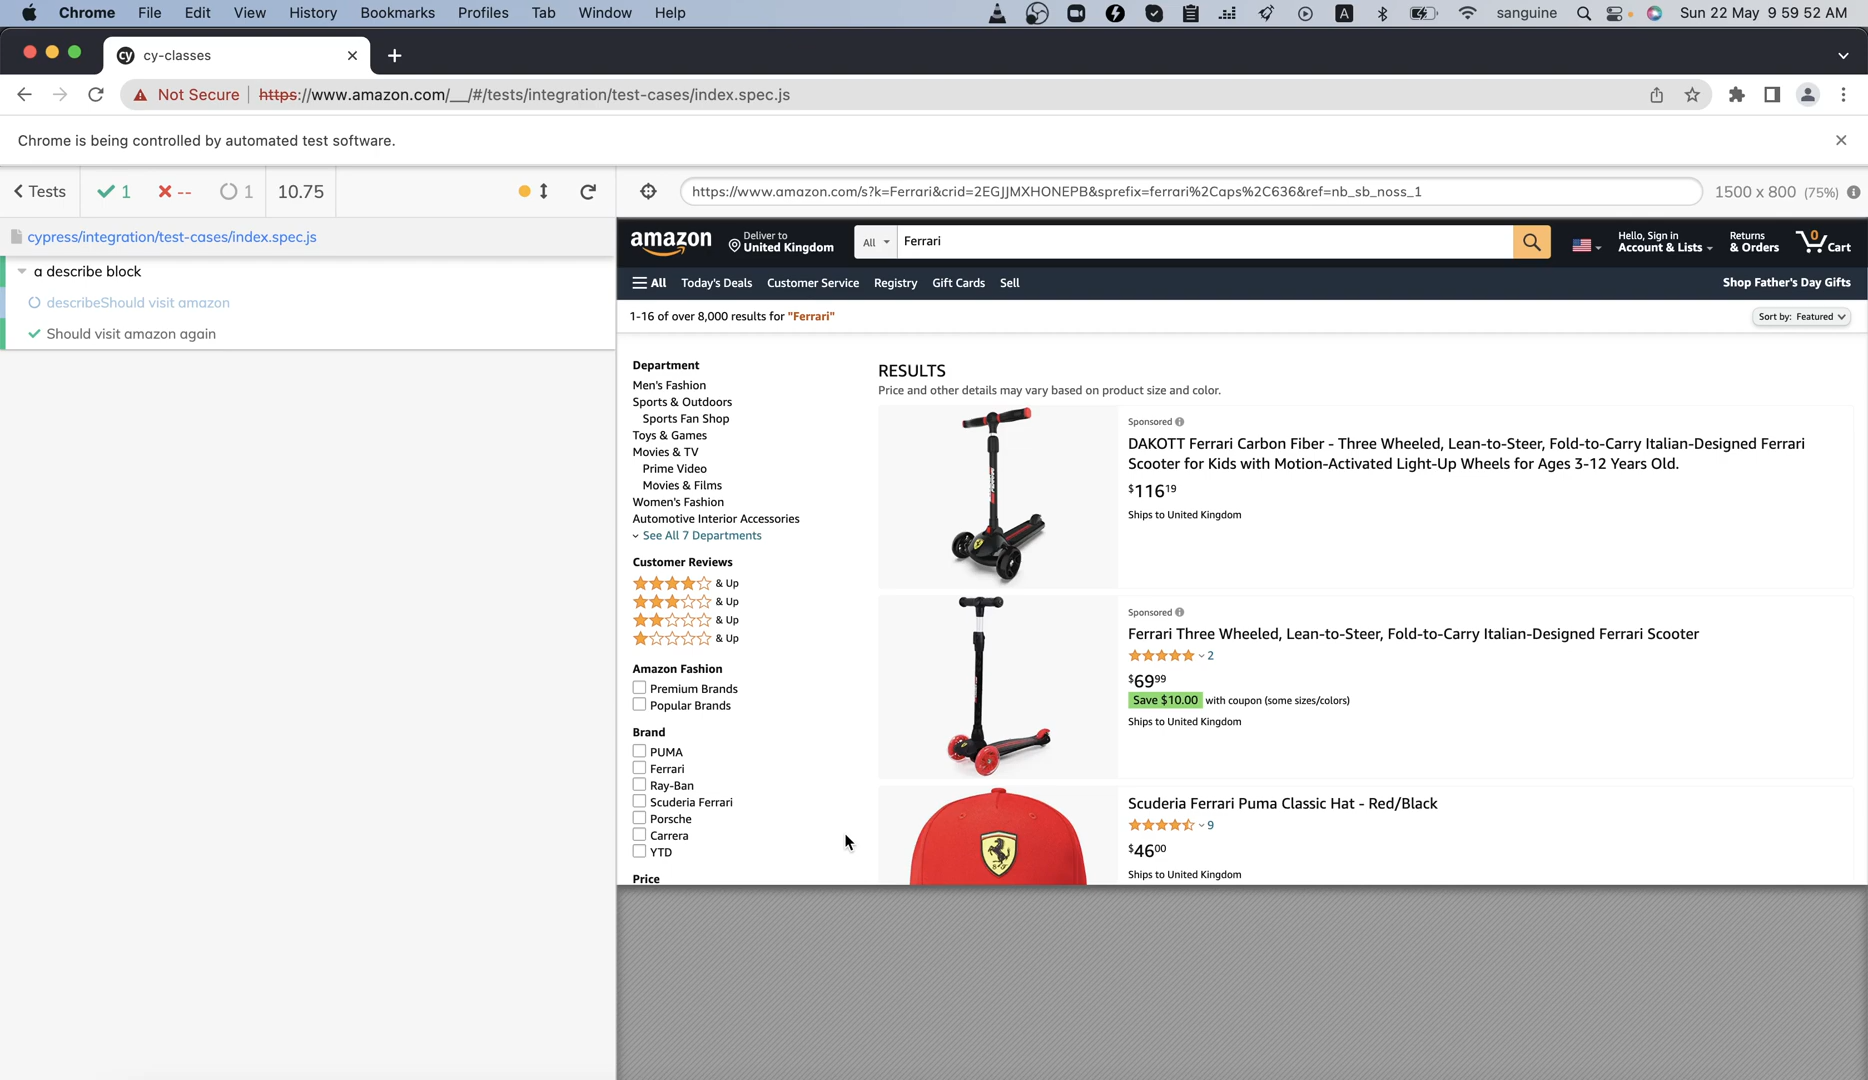 Chrome File Edit View History Bookmarks Profiles Tab Window Help A sanguine Sun 22 May 9 59 52 AM
cy cy-classes
Not Secure https://www.amazon.com/__/#/tests/integration/test-cases/index.spec.js
Chrome is being controlled by automated test software.
Tests 1 -- 1 10.75
https://www.amazon.com/s?k=Ferrari&crid=2EGJJMXHONEPB&sprefix=ferrari%2Caps%2C636&ref=nb_sb_noss_1 1500 x 800 (75%)
cypress/integration/test-cases/index.spec.js
a describe block
describeShould visit amazon
Should visit amazon again
amazon Deliver to United Kingdom All Ferrari Hello, Sign in Account & Lists Returns & Orders 0 Cart
All Today's Deals Customer Service Registry Gift Cards Sell Shop Father's Day Gifts
1-16 of over 8,000 results for "Ferrari" Sort by: Featured
Department
Men's Fashion
Sports & Outdoors
Sports Fan Shop
Toys & Games
Movies & TV
Prime Video
Movies & Films
Women's Fashion
Automotive Interior Accessories
See All 7 Departments
Customer Reviews
& Up
& Up
& Up
& Up
Amazon Fashion
Premium Brands
Popular Brands
Brand
PUMA
Ferrari
Ray-Ban
Scuderia Ferrari
Porsche
Carrera
YTD
Price
RESULTS
Price and other details may vary based on product size and color.
Sponsored
DAKOTT Ferrari Carbon Fiber - Three Wheeled, Lean-to-Steer, Fold-to-Carry Italian-Designed Ferrari
Scooter for Kids with Motion-Activated Light-Up Wheels for Ages 3-12 Years Old.
$116 19
Ships to United Kingdom
Sponsored
Ferrari Three Wheeled, Lean-to-Steer, Fold-to-Carry Italian-Designed Ferrari Scooter
2
$69 99
Save $10.00 with coupon (some sizes/colors)
Ships to United Kingdom
Scuderia Ferrari Puma Classic Hat - Red/Black
9
$46 00
Ships to United Kingdom